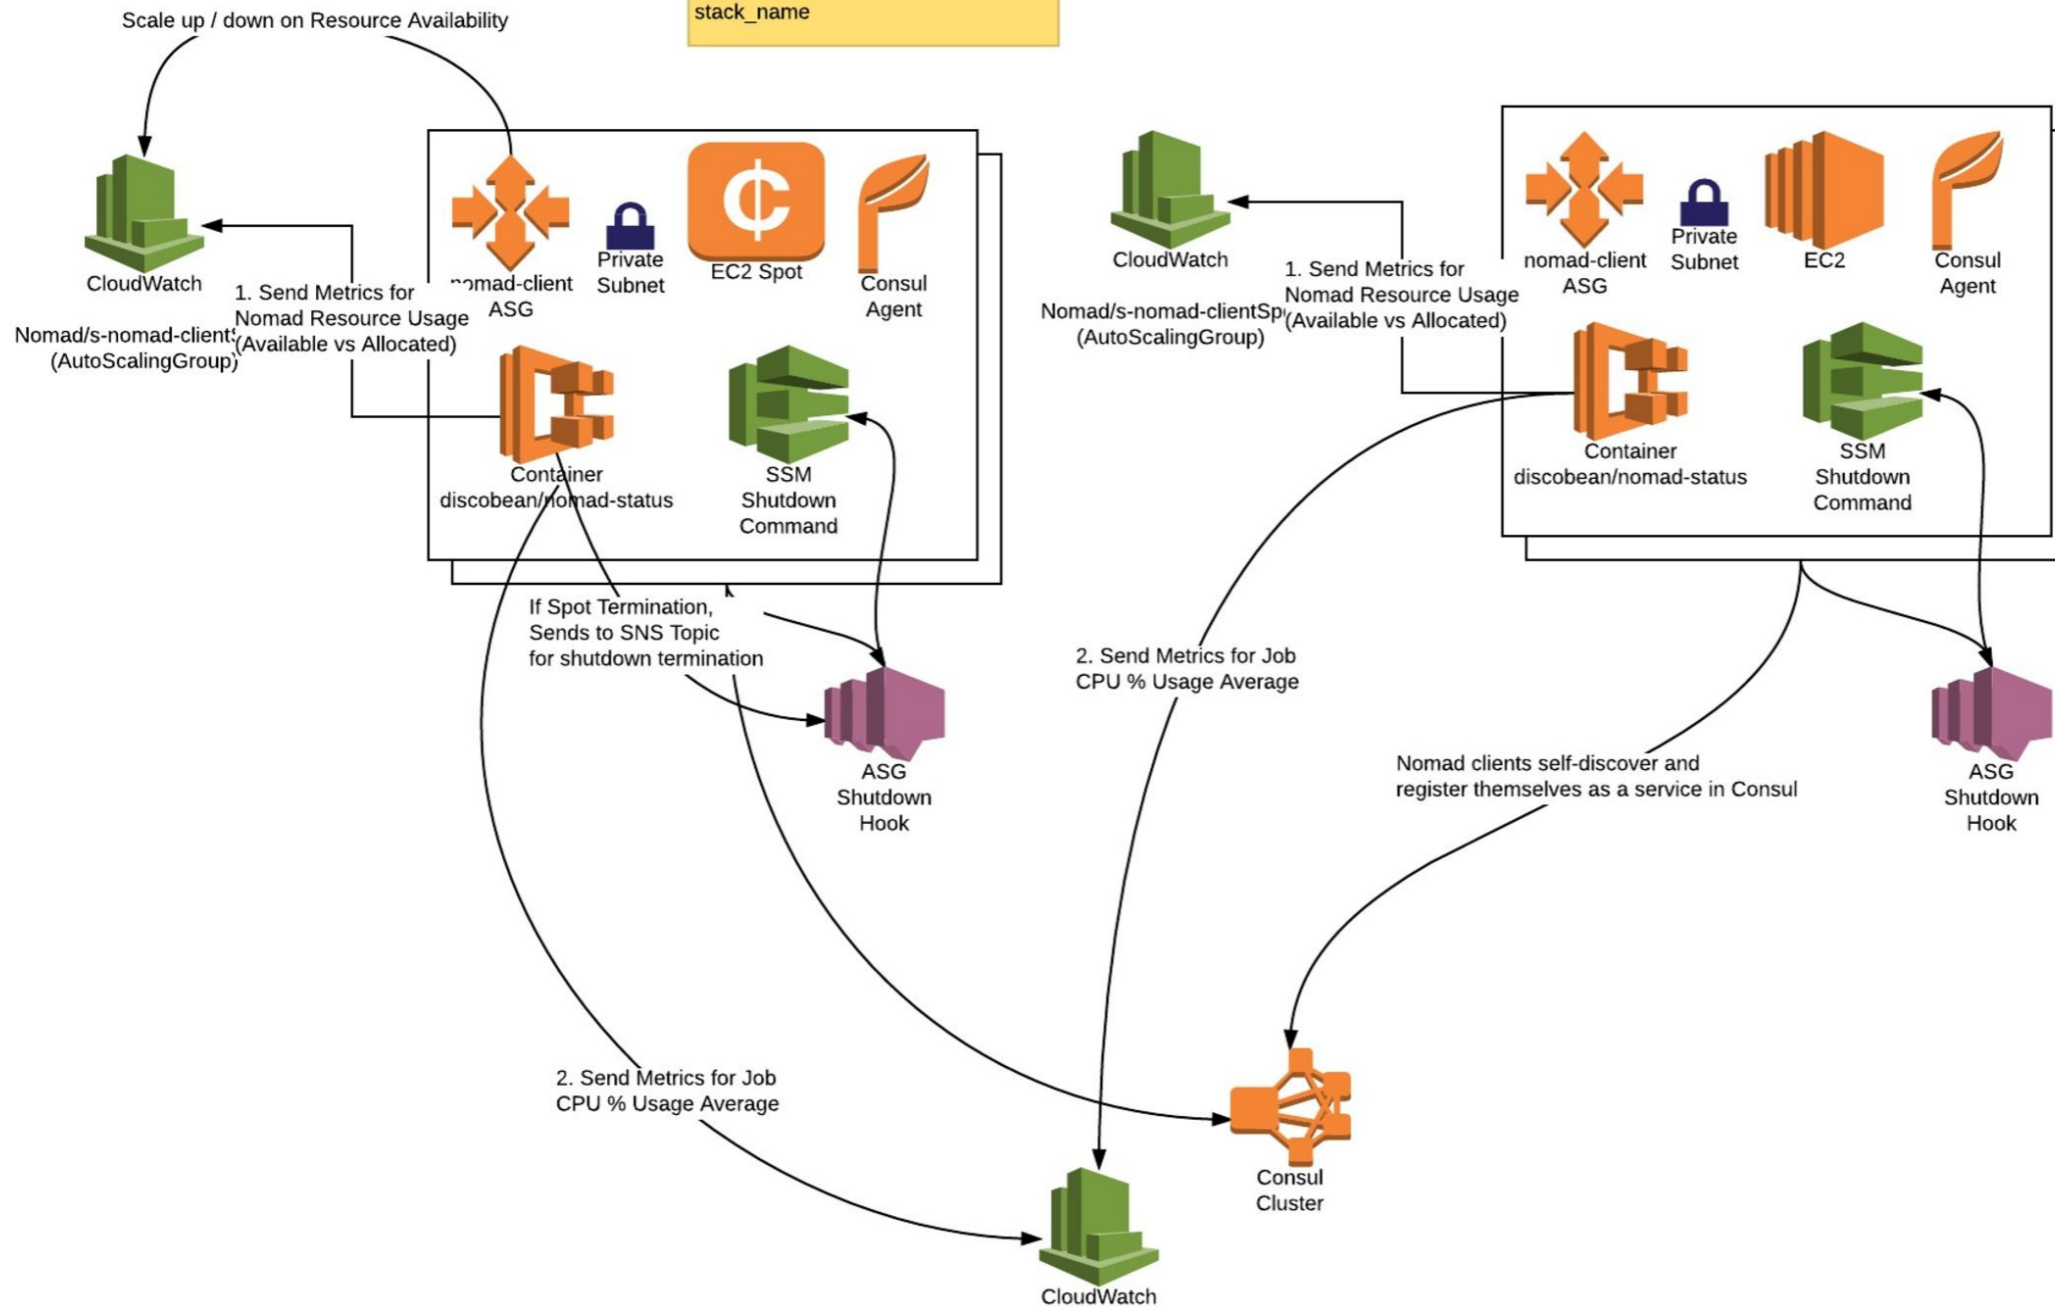 Scale up / down on Resource Availability
stack_name
CloudWatch
Nomad/s-nomad-client
(AutoScalingGroup)
1. Send Metrics for
Nomad Resource Usage
(Available vs Allocated)
nomad-client
ASG
Private
Subnet
EC2 Spot
Consul
Agent
Container
discobean/nomad-status
SSM
Shutdown
Command
If Spot Termination,
Sends to SNS Topic
for shutdown termination
ASG
Shutdown
Hook
2. Send Metrics for Job
CPU % Usage Average
CloudWatch
Nomad/s-nomad-clientSp
(AutoScalingGroup)
1. Send Metrics for
Nomad Resource Usage
(Available vs Allocated)
nomad-client
ASG
Private
Subnet
EC2
Consul
Agent
Container
discobean/nomad-status
SSM
Shutdown
Command
2. Send Metrics for Job
CPU % Usage Average
Nomad clients self-discover and
register themselves as a service in Consul
ASG
Shutdown
Hook
Consul
Cluster
CloudWatch